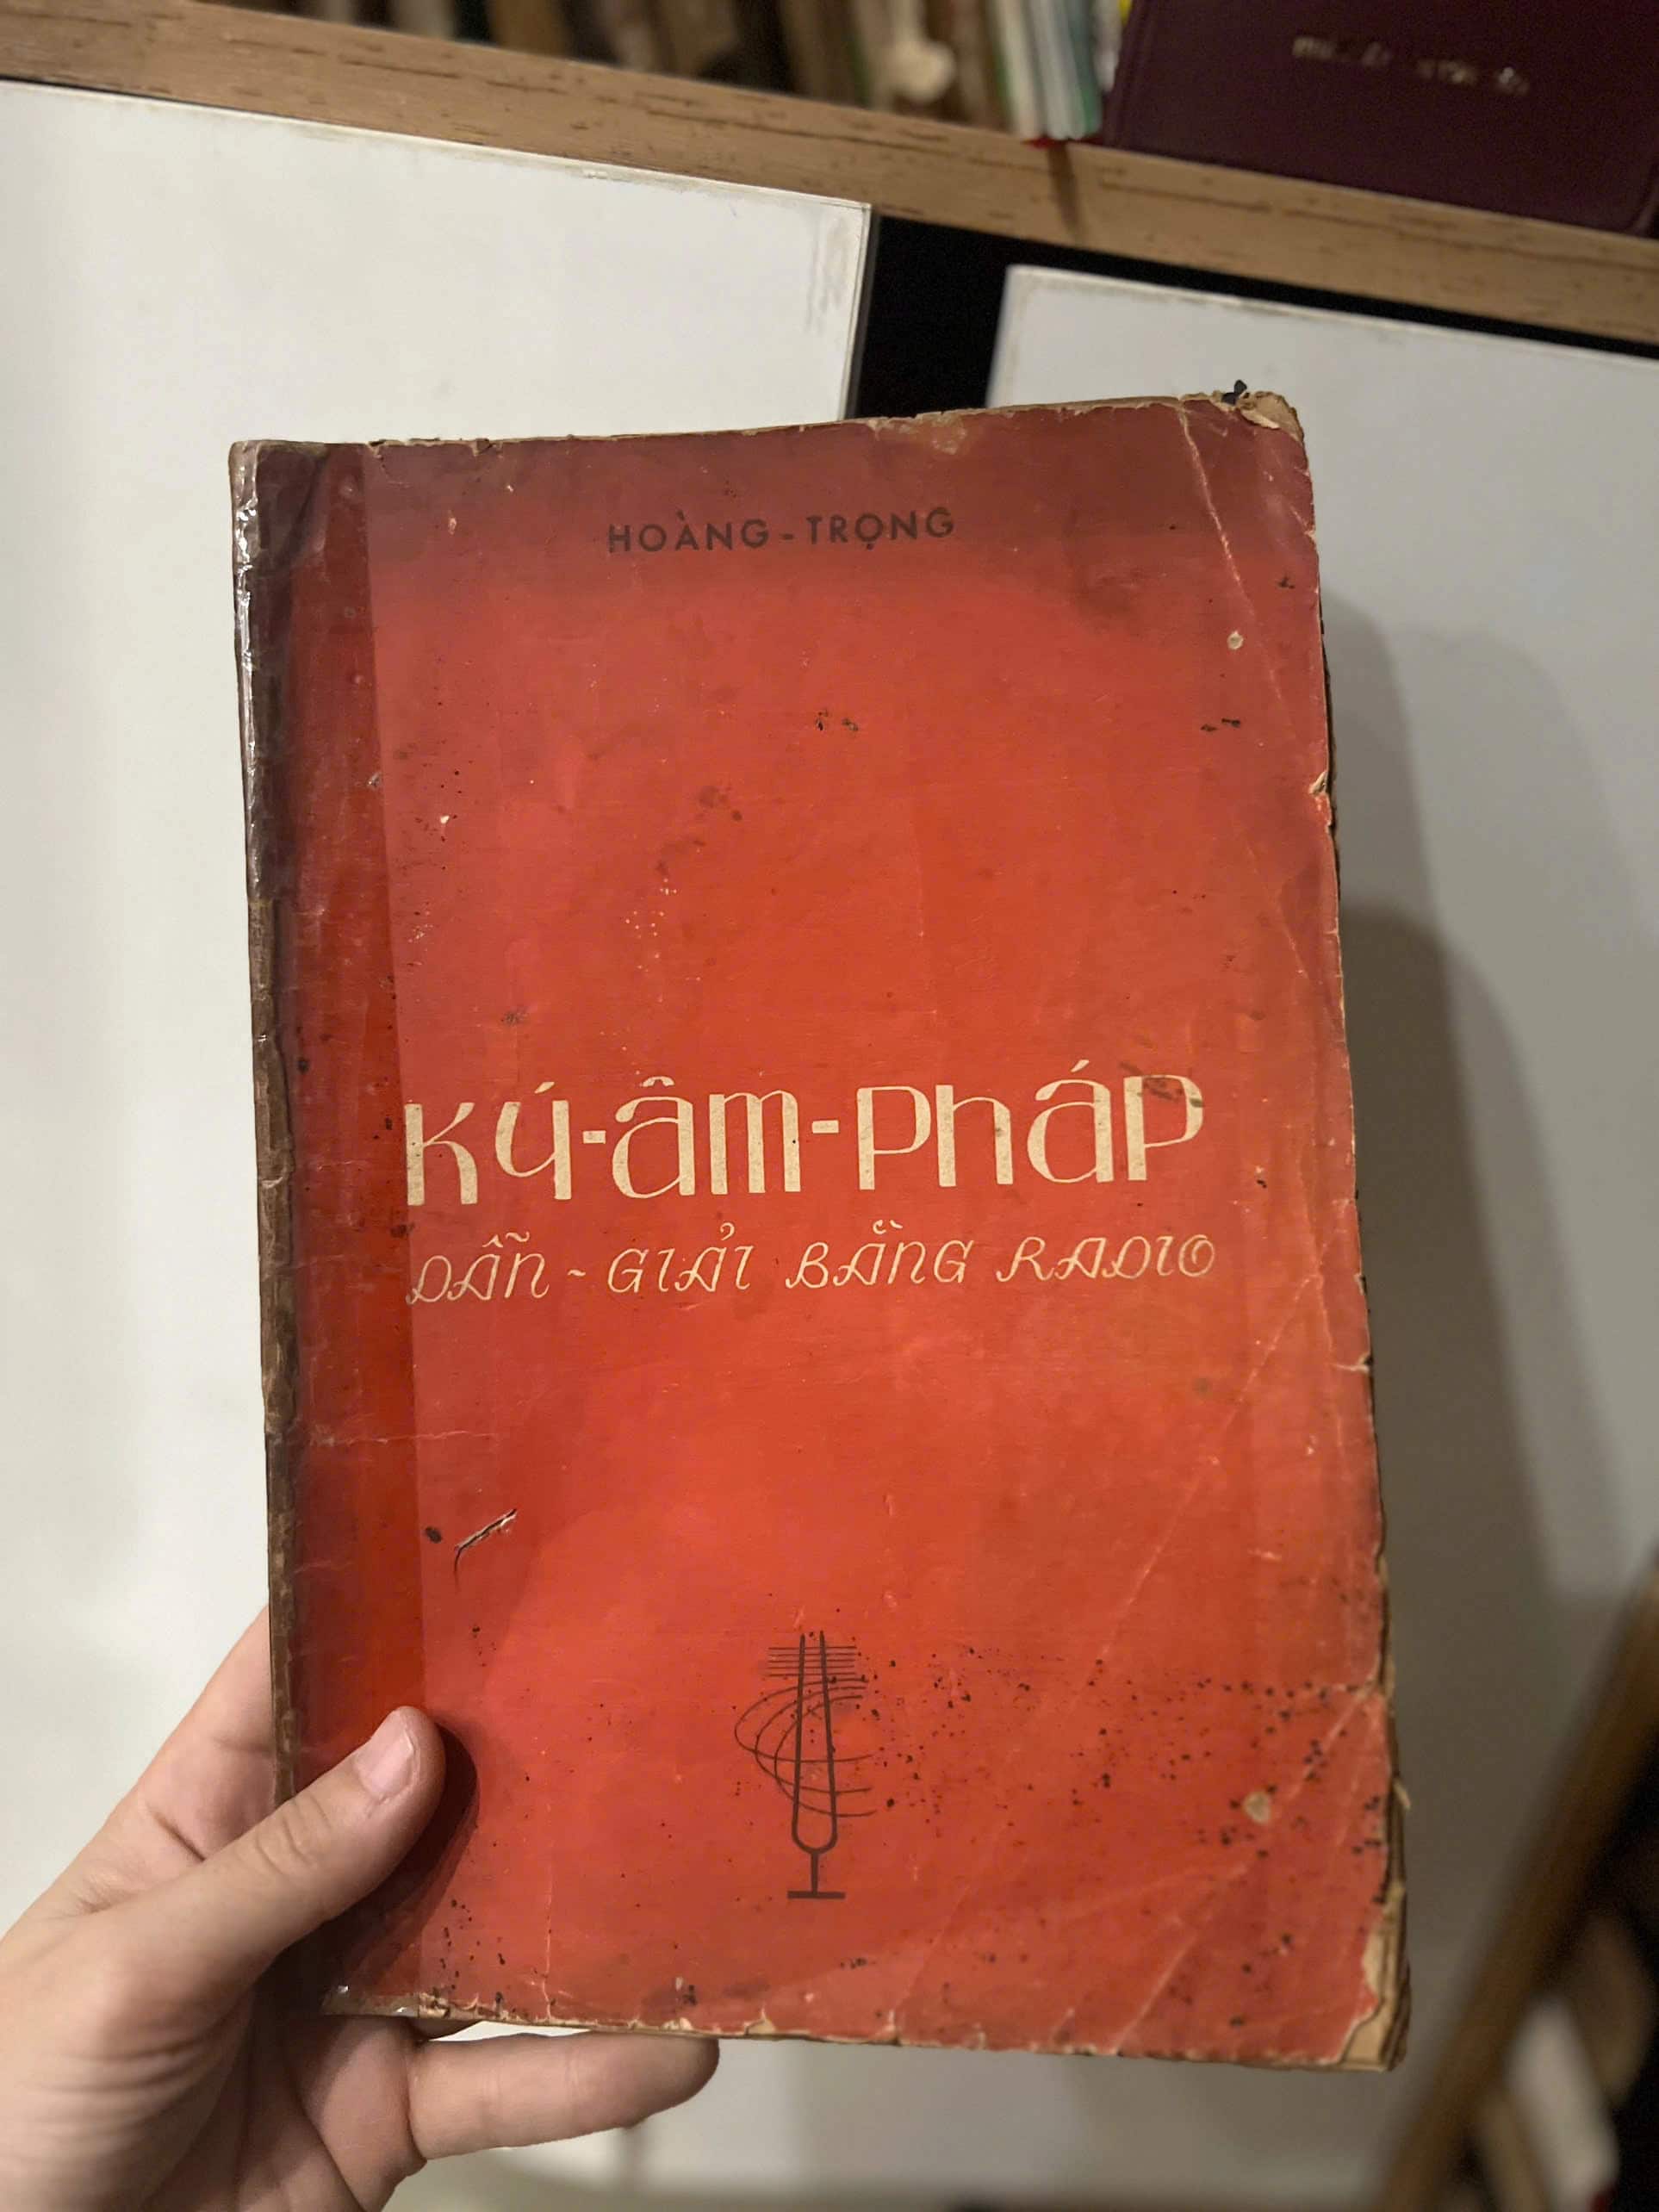 HOÀNG-TRỌNG
KÝ-ÂM-PHÁP
DẪN-GIẢI BẰNG RADIO